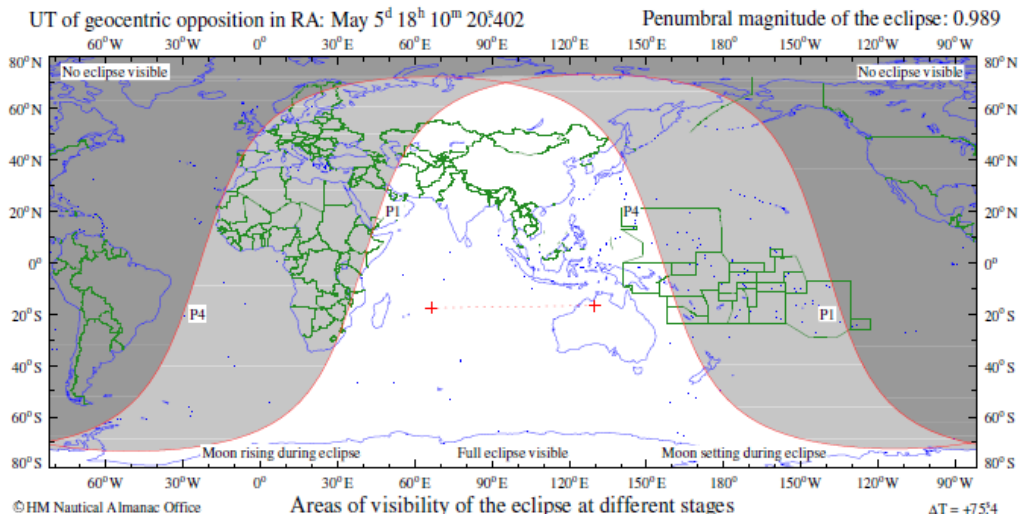 UT of geocentric opposition in RA: May 5ᵈ 18ʰ 10ᵐ 20ˢ.402 Penumbral magnitude of the eclipse: 0.989
60°W 30°W 0° 30°E 60°E 90°E 120°E 150°E 180° 150°W 120°W 90°W
80°N No eclipse visible No eclipse visible 80°N
60°N 60°N
40°N 40°N
20°N P1 P4 20°N
0° 0°
20°S P4 P1 20°S
40°S 40°S
60°S 60°S
Moon rising during eclipse Full eclipse visible Moon setting during eclipse
80°S 80°S
60°W 30°W 0° 30°E 60°E 90°E 120°E 150°E 180° 150°W 120°W 90°W
©HM Nautical Almanac Office Areas of visibility of the eclipse at different stages ΔT = +75ˢ.4